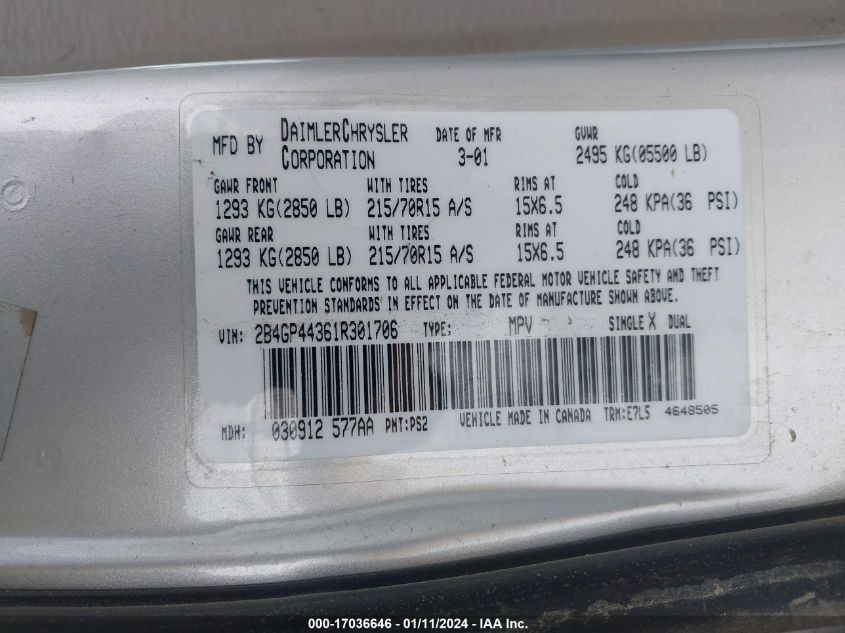 MFD BY DAIMLERCHRYSLER CORPORATION DATE OF MFR 3-01 GVWR 2495 KG(05500 LB)
GAWR FRONT WITH TIRES RIMS AT COLD
1293 KG(2850 LB) 215/70R15 A/S 15X6.5 248 KPA(36 PSI)
GAWR REAR WITH TIRES RIMS AT COLD
1293 KG(2850 LB) 215/70R15 A/S 15X6.5 248 KPA(36 PSI)
THIS VEHICLE CONFORMS TO ALL APPLICABLE FEDERAL MOTOR VEHICLE SAFETY AND THEFT
PREVENTION STANDARDS IN EFFECT ON THE DATE OF MANUFACTURE SHOWN ABOVE.
VIN: 2B4GP44361R301706 TYPE: MPV SINGLE X DUAL
MDH: 030912 577AA PNT:PS2 VEHICLE MADE IN CANADA TRM:E7L5 4648505
000-17036646 - 01/11/2024 - IAA Inc.